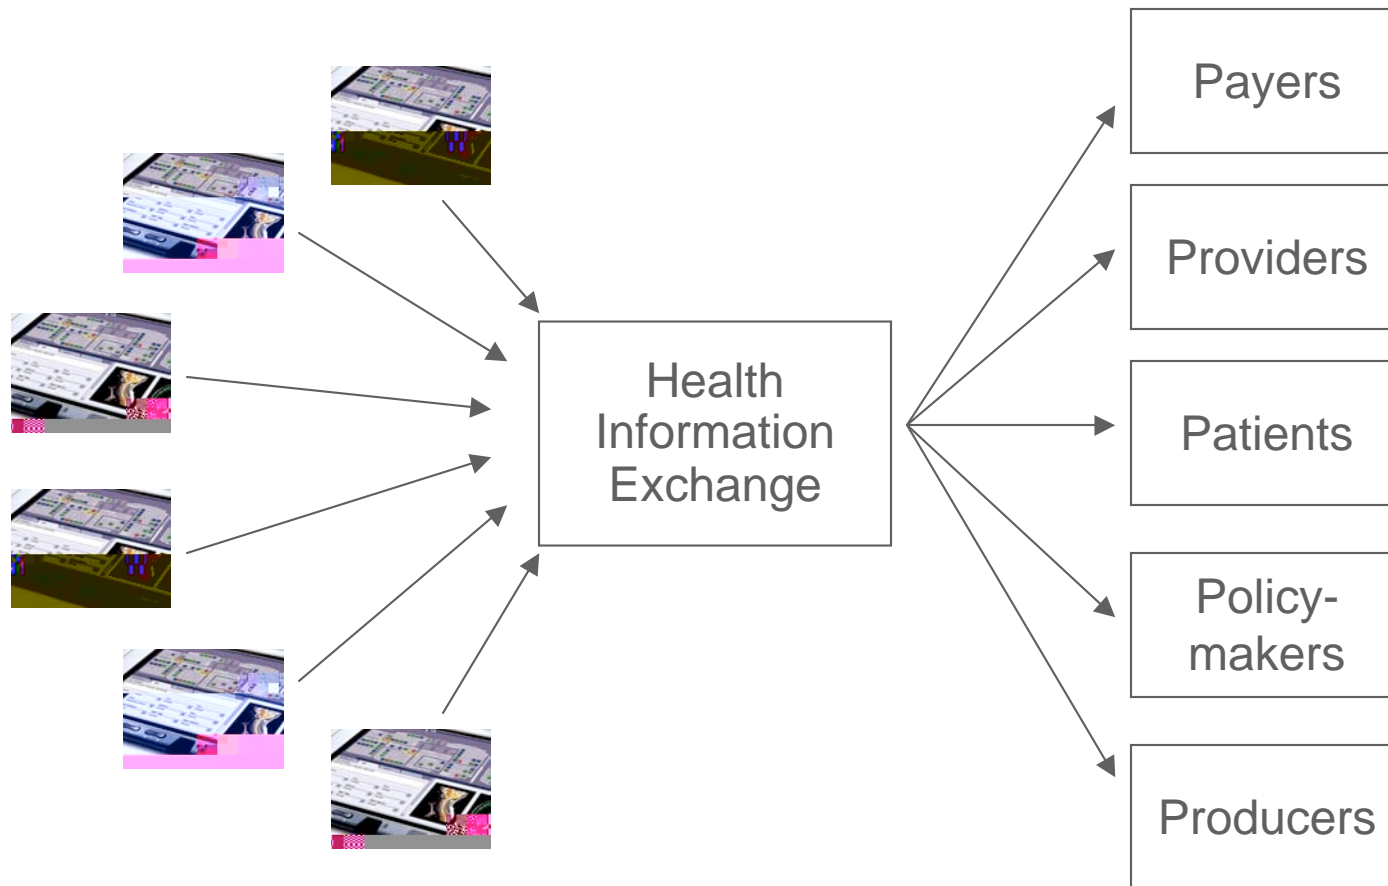 Payers
Providers
Health
Information
Exchange
Patients
Policy-
makers
Producers